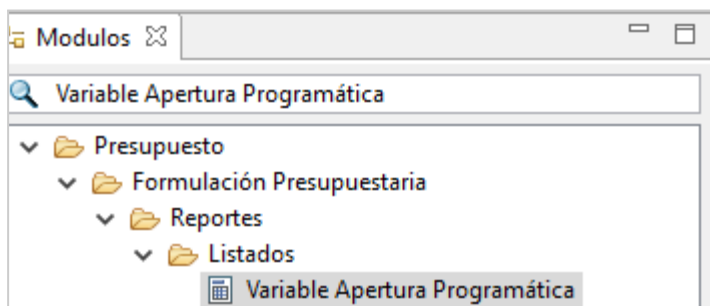 Modulos
Variable Apertura Programática
Presupuesto
Formulación Presupuestaria
Reportes
Listados
Variable Apertura Programática